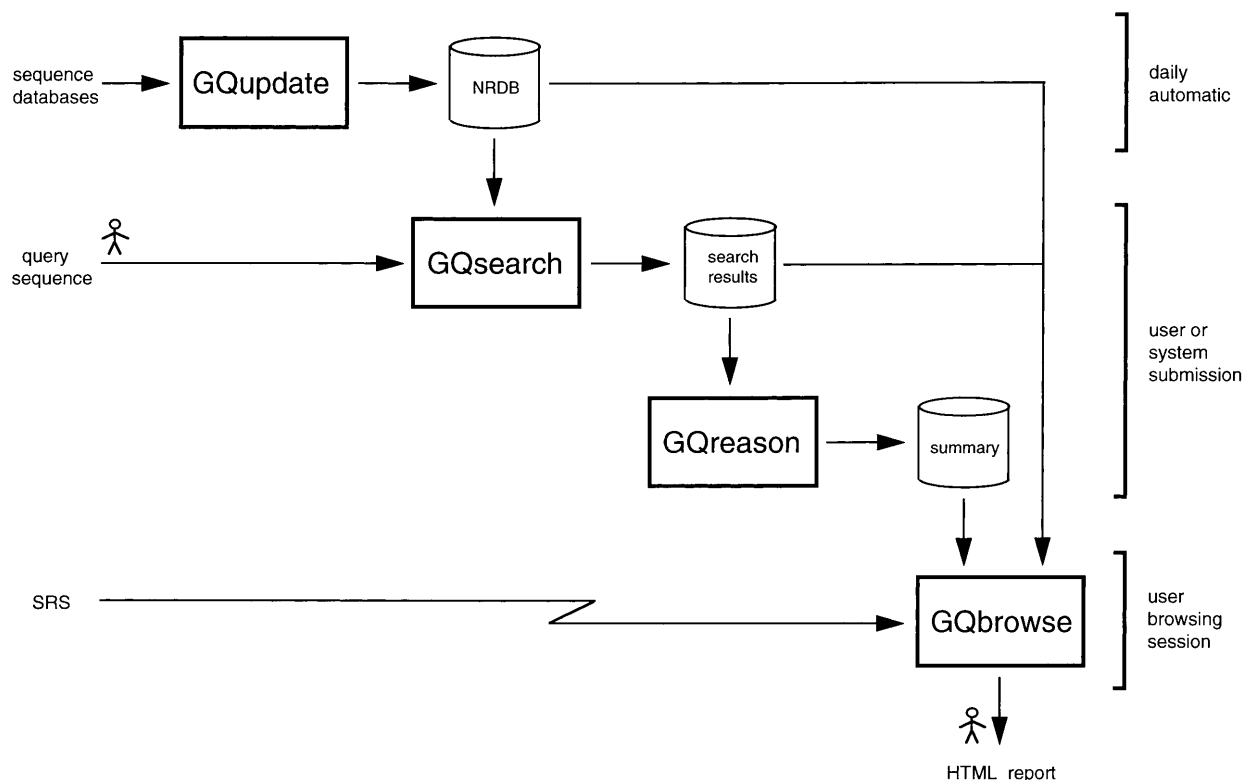 sequence
databases
GQupdate
NRDB
daily
automatic
query
sequence
GQsearch
search
results
user or
system
submission
GQreason
summary
SRS
GQbrowse
user
browsing
session
HTML report